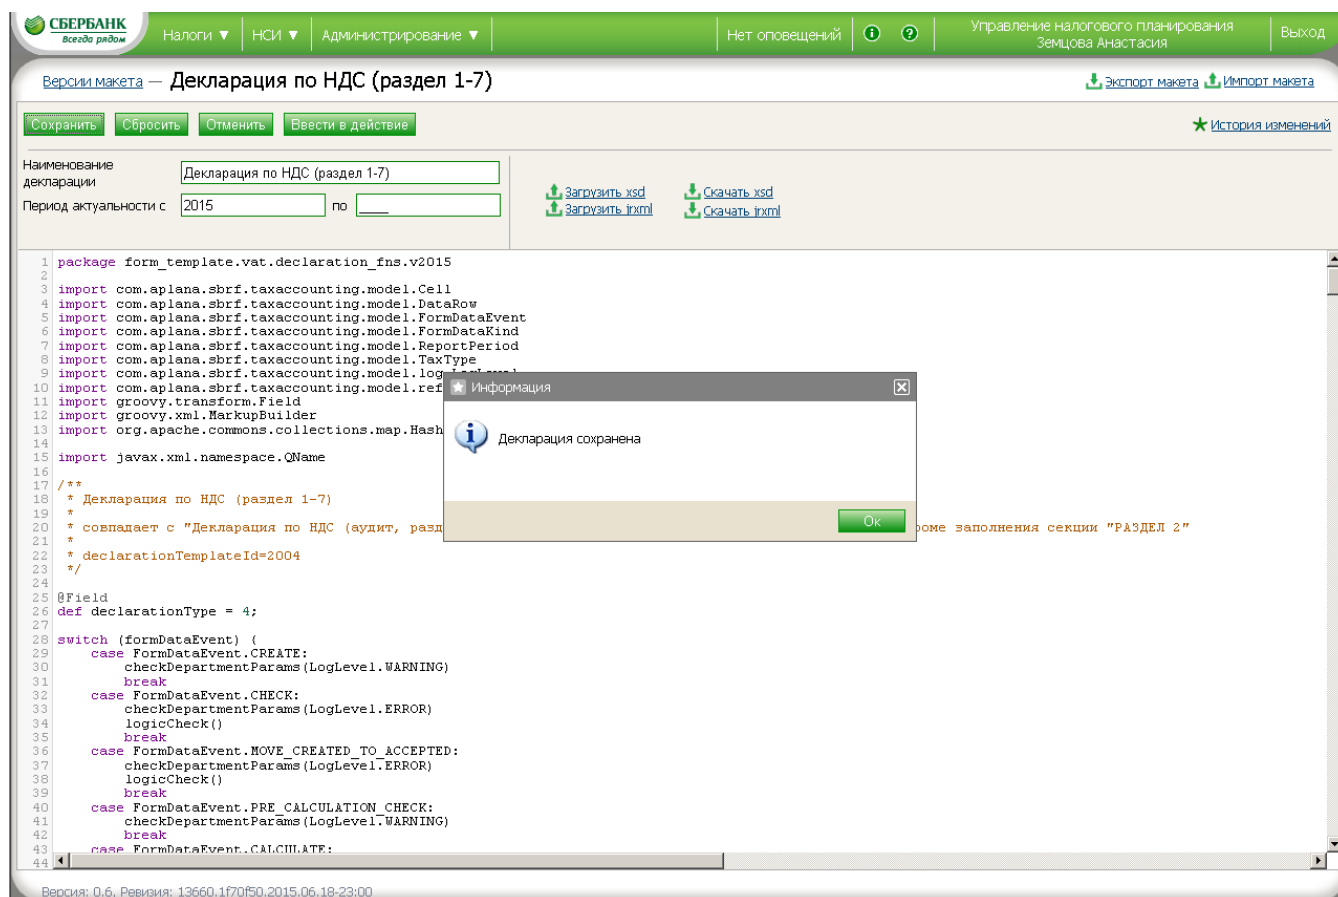 СБЕРБАНК
Всегда рядом
Налоги ▼ НСИ ▼ Администрирование ▼ Нет оповещений Управление налогового планирования
Земцова Анастасия
Выход
Версии макета — Декларация по НДС (раздел 1-7) Экспорт макета Импорт макета
Сохранить Сбросить Отменить Ввести в действие История изменений
Наименование
декларации
Декларация по НДС (раздел 1-7)
Период актуальности с 2015 по ____
Загрузить xsd Скачать xsd
Загрузить jrxml Скачать jrxml
1 package form_template.vat.declaration_fns.v2015
2
3 import com.aplana.sbrf.taxaccounting.model.Cell
4 import com.aplana.sbrf.taxaccounting.model.DataRow
5 import com.aplana.sbrf.taxaccounting.model.FormDataEvent
6 import com.aplana.sbrf.taxaccounting.model.FormDataKind
7 import com.aplana.sbrf.taxaccounting.model.ReportPeriod
8 import com.aplana.sbrf.taxaccounting.model.TaxType
9 import com.aplana.sbrf.taxaccounting.model.log.LogLevel
10 import com.aplana.sbrf.taxaccounting.model.ref
11 import groovy.transform.Field
12 import groovy.xml.MarkupBuilder
13 import org.apache.commons.collections.map.Hash
14
15 import javax.xml.namespace.QName
16
17 /**
18 * Декларация по НДС (раздел 1-7)
19 *
20 * совпадает с "Декларация по НДС (аудит, разд оме заполнения секции "РАЗДЕЛ 2"
21 *
22 * declarationTemplateId=2004
23 */
24
25 @Field
26 def declarationType = 4;
27
28 switch (formDataEvent) {
29 case FormDataEvent.CREATE:
30 checkDepartmentParams(LogLevel.WARNING)
31 break
32 case FormDataEvent.CHECK:
33 checkDepartmentParams(LogLevel.ERROR)
34 logicCheck()
35 break
36 case FormDataEvent.MOVE_CREATED_TO_ACCEPTED:
37 checkDepartmentParams(LogLevel.ERROR)
38 logicCheck()
39 break
40 case FormDataEvent.PRE_CALCULATION_CHECK:
41 checkDepartmentParams(LogLevel.WARNING)
42 break
43 case FormDataEvent.CALCULATE:
44
Информация
Декларация сохранена
Ок
Версия: 0.6, Ревизия: 13660.1f70f50.2015.06.18-23:00